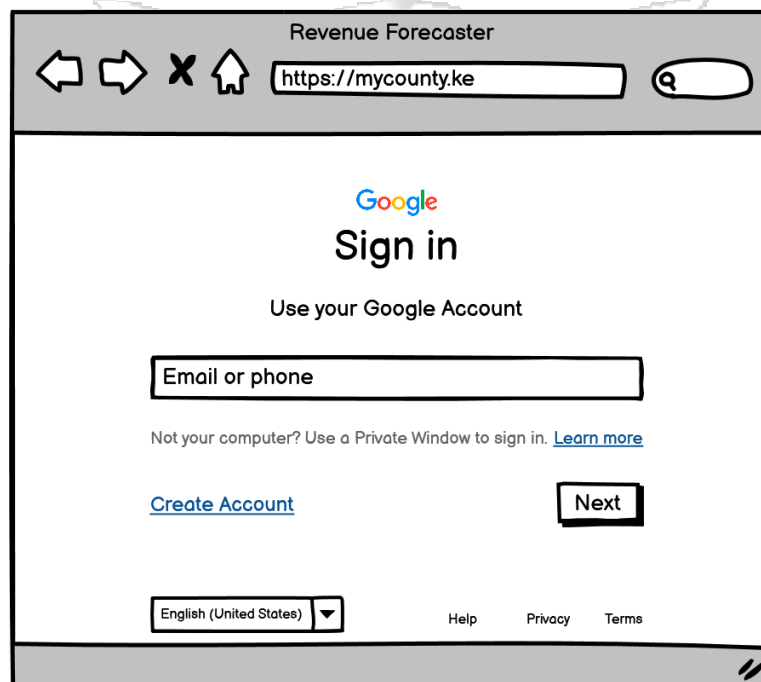 Revenue Forecaster
https://mycounty.ke
Google
Sign in
Use your Google Account
Email or phone
Not your computer? Use a Private Window to sign in. Learn more
Create Account Next
English (United States) Help Privacy Terms